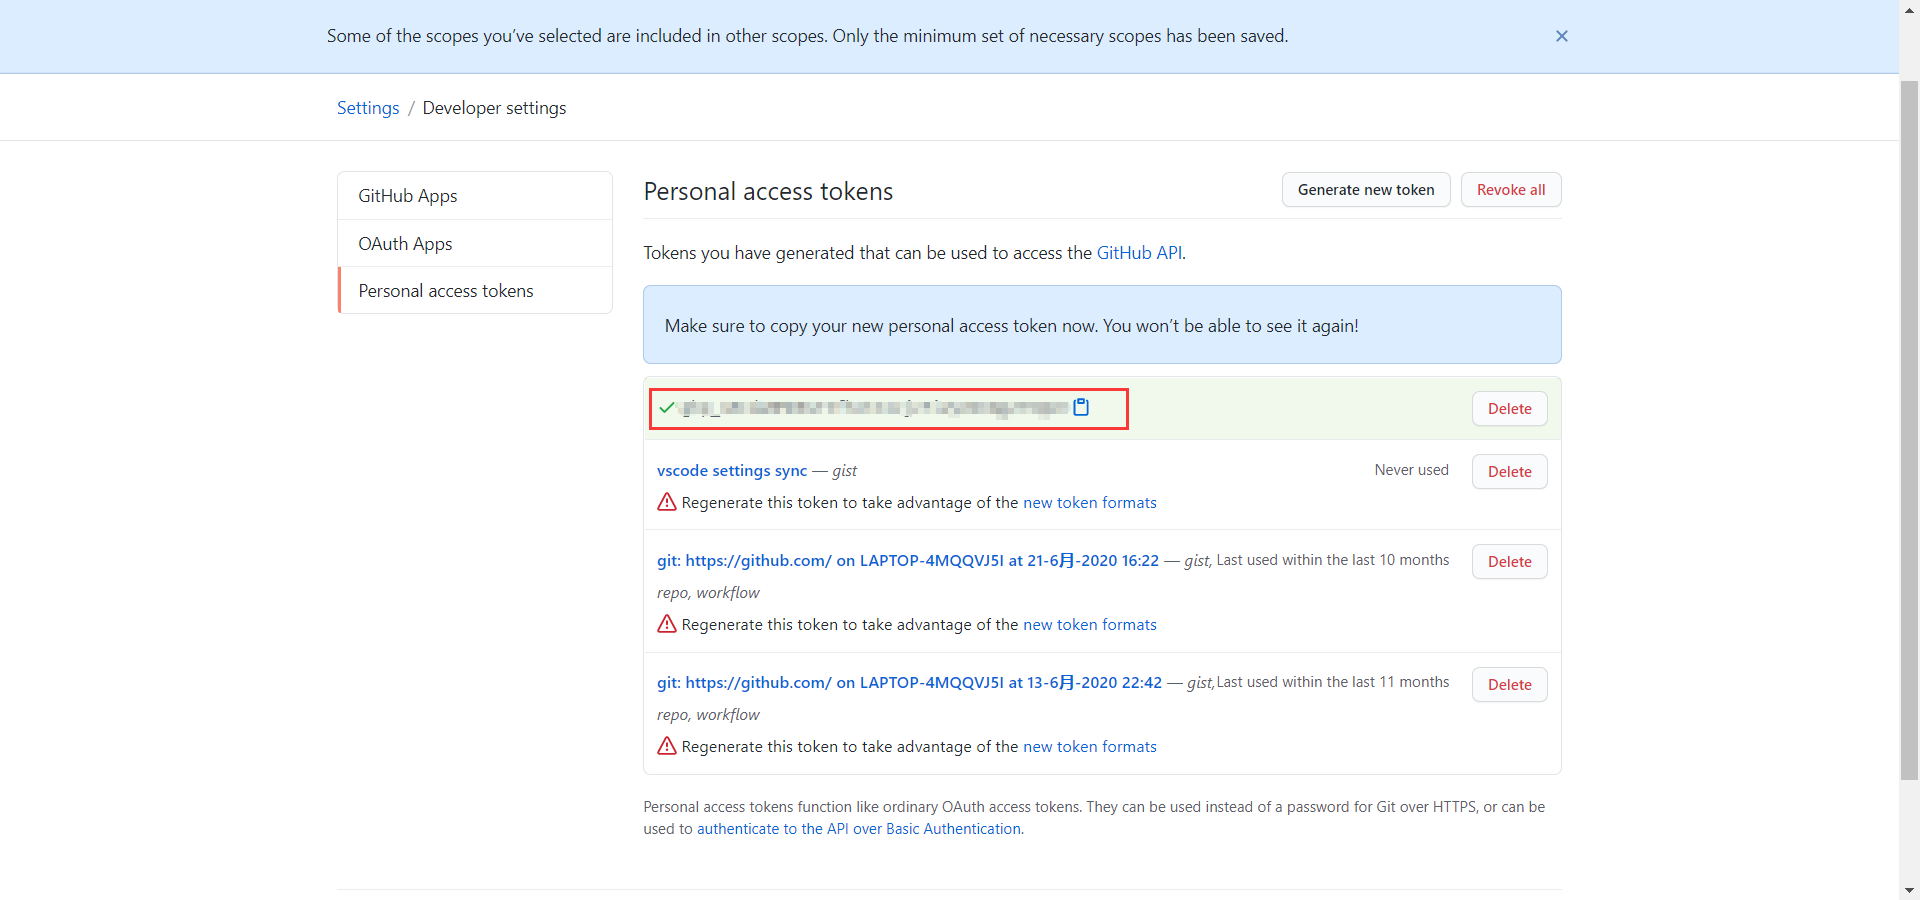 Some of the scopes you’ve selected are included in other scopes. Only the minimum set of necessary scopes has been saved.
Settings / Developer settings
GitHub Apps
OAuth Apps
Personal access tokens
Personal access tokens
Generate new token
Revoke all
Tokens you have generated that can be used to access the GitHub API.
Make sure to copy your new personal access token now. You won’t be able to see it again!
Delete
vscode settings sync — gist
Never used
Delete
Regenerate this token to take advantage of the new token formats
git: https://github.com/ on LAPTOP-4MQQVJ5I at 21-6月-2020 16:22 — gist,
Last used within the last 10 months
Delete
repo, workflow
Regenerate this token to take advantage of the new token formats
git: https://github.com/ on LAPTOP-4MQQVJ5I at 13-6月-2020 22:42 — gist,
Last used within the last 11 months
Delete
repo, workflow
Regenerate this token to take advantage of the new token formats
Personal access tokens function like ordinary OAuth access tokens. They can be used instead of a password for Git over HTTPS, or can be
used to authenticate to the API over Basic Authentication.